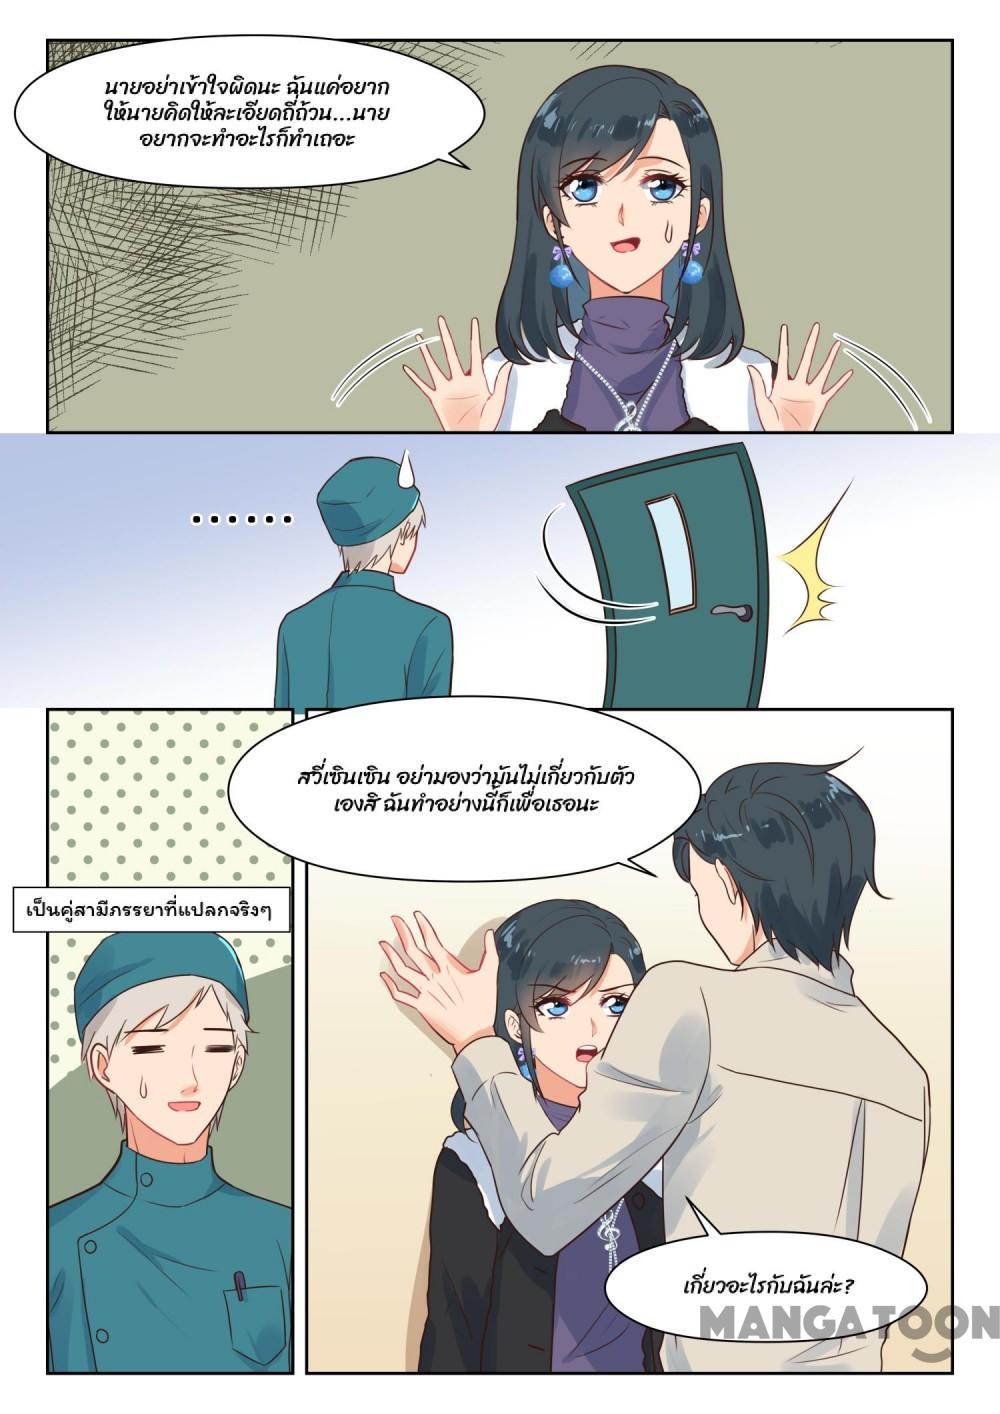 นายอย่าเข้าใจผิดนะ ฉันแค่อยาก
ให้นายคิดให้ละเอียดถี่ถ้วน...นาย
อยากจะทำอะไรก็ทำเถอะ
......
สวี่เซินเซิน อย่ามองว่ามันไม่เกี่ยวกับตัว
เองสิ ฉันทำอย่างนี้ก็เพื่อเธอนะ
เป็นคู่สามีภรรยาที่แปลกจริงๆ
เกี่ยวอะไรกับฉันล่ะ?
MANGATOON